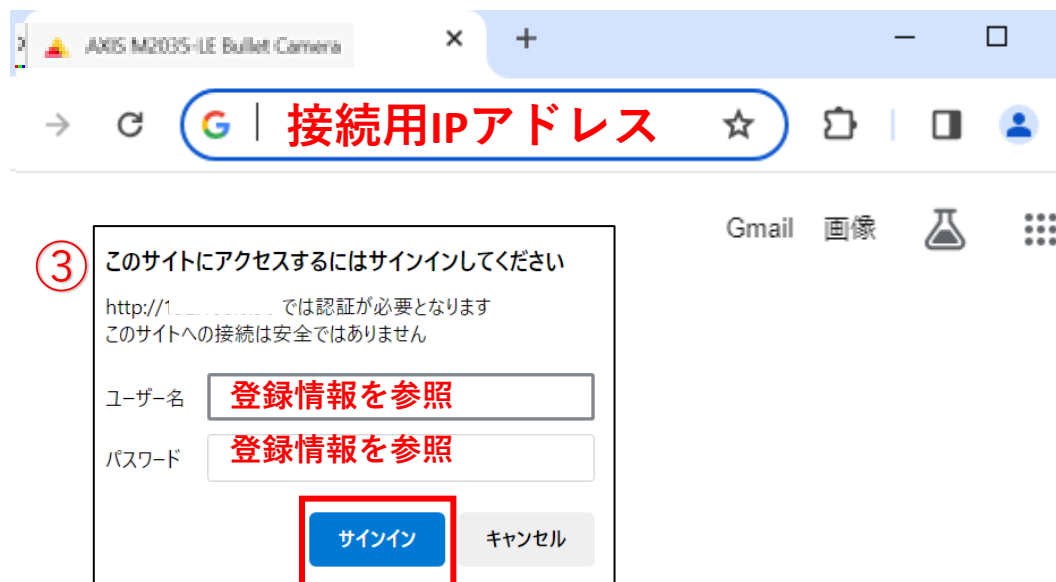 AXIS M2035-LE Bullet Camera
接続用IPアドレス
Gmail 画像
③
このサイトにアクセスするにはサインインしてください
http://1 では認証が必要となります
このサイトへの接続は安全ではありません
ユーザー名 登録情報を参照
パスワード 登録情報を参照
サインイン キャンセル